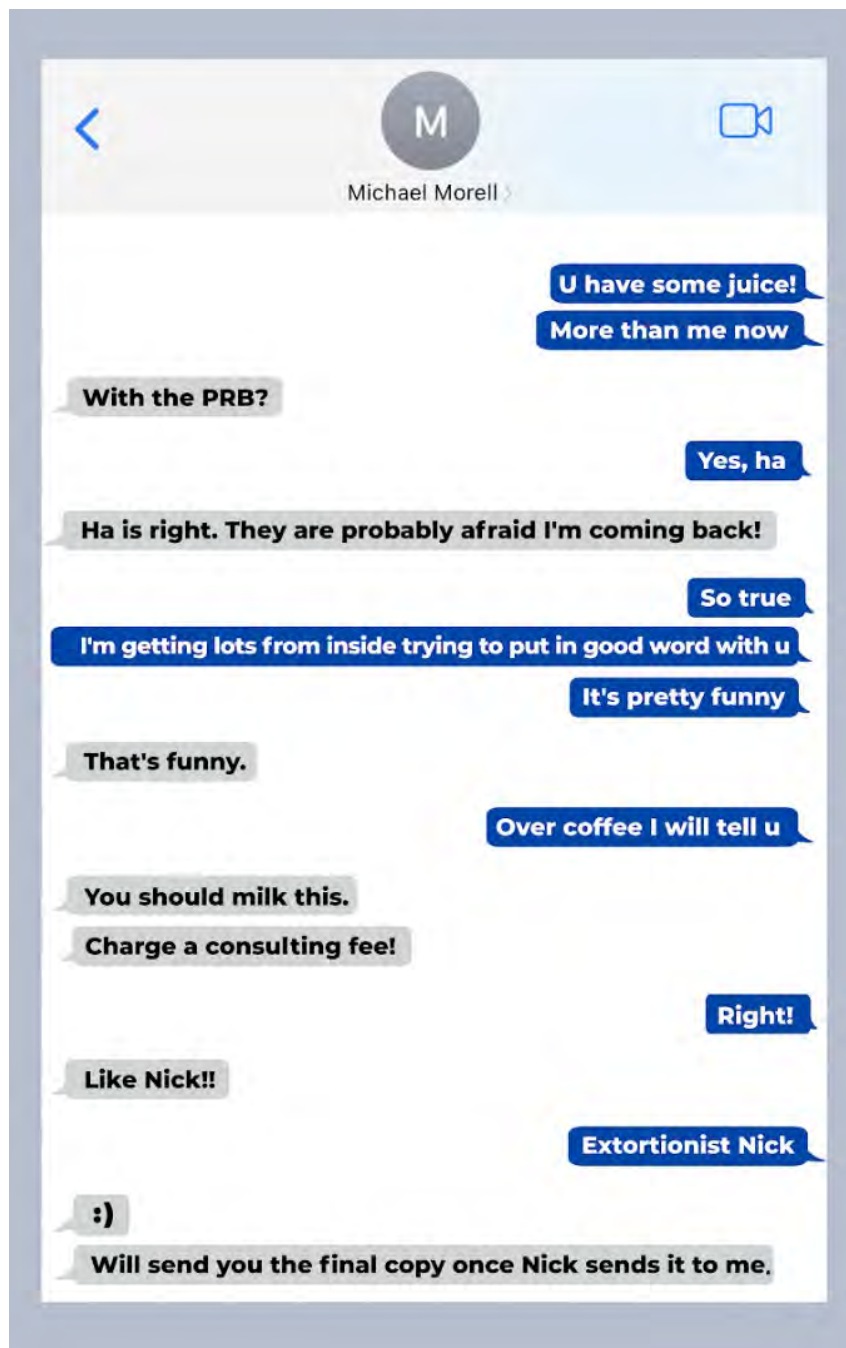 M
Michael Morell
U have some juice!
More than me now
With the PRB?
Yes, ha
Ha is right. They are probably afraid I'm coming back!
So true
I'm getting lots from inside trying to put in good word with u
It's pretty funny
That's funny.
Over coffee I will tell u
You should milk this.
Charge a consulting fee!
Right!
Like Nick!!
Extortionist Nick
:)
Will send you the final copy once Nick sends it to me.